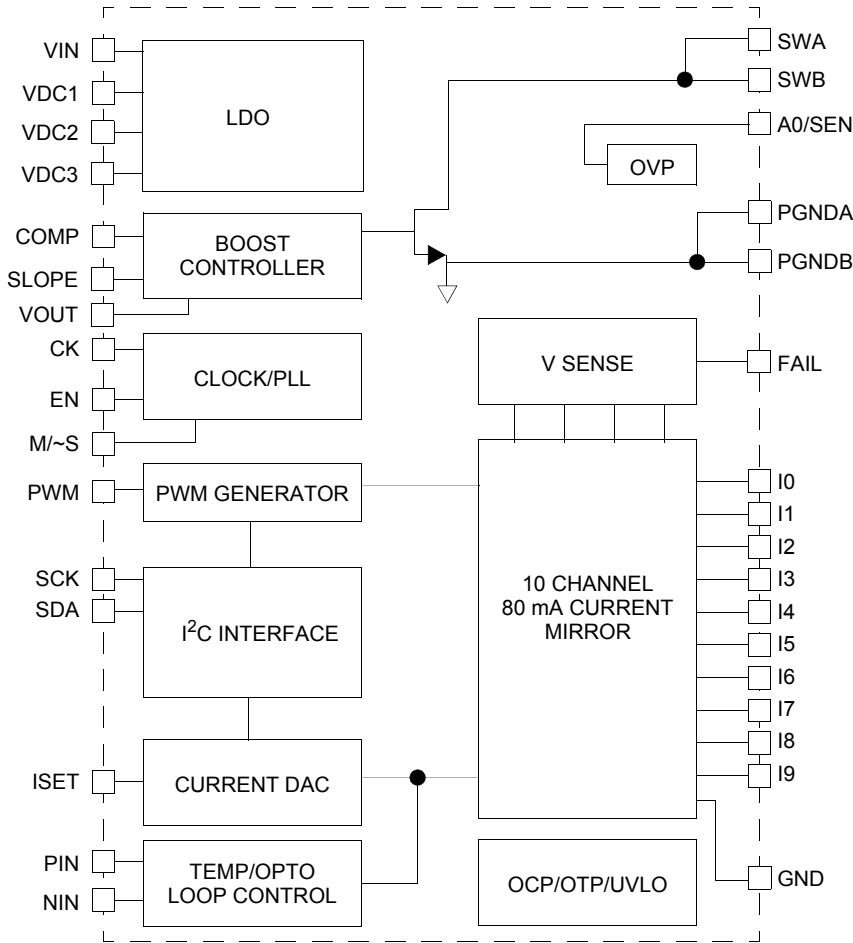 VIN
VDC1
VDC2
VDC3
LDO
SWA
SWB
A0/SEN
OVP
COMP
SLOPE
VOUT
BOOST
CONTROLLER
PGNDA
PGNDB
CK
EN
M/~S
CLOCK/PLL
V SENSE
FAIL
PWM
PWM GENERATOR
SCK
SDA
I²C INTERFACE
10 CHANNEL
80 mA CURRENT
MIRROR
I0
I1
I2
I3
I4
I5
I6
I7
I8
I9
ISET
CURRENT DAC
PIN
NIN
TEMP/OPTO
LOOP CONTROL
OCP/OTP/UVLO
GND